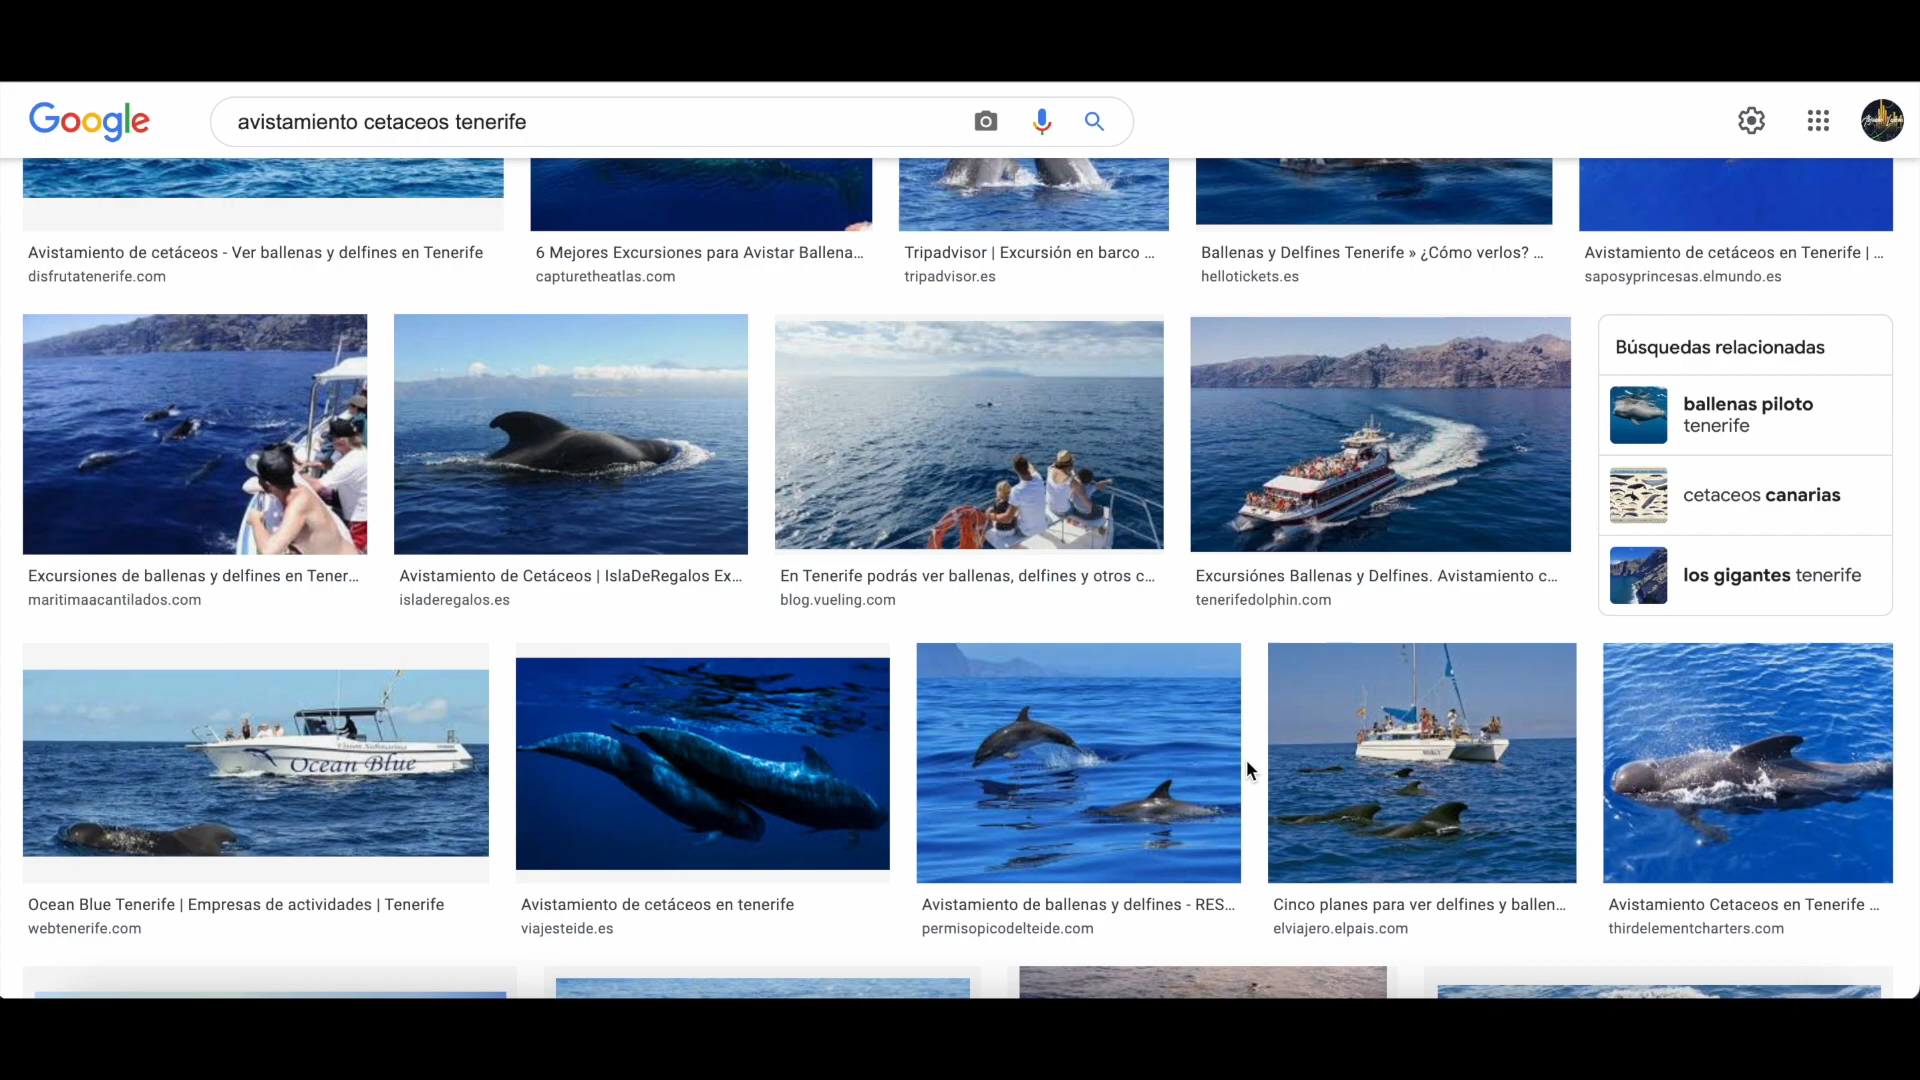 Google
avistamiento cetaceos tenerife
Avistamiento de cetáceos - Ver ballenas y delfines en Tenerife
disfrutatenerife.com
6 Mejores Excursiones para Avistar Ballena...
capturetheatlas.com
Tripadvisor | Excursión en barco ...
tripadvisor.es
Ballenas y Delfines Tenerife » ¿Cómo verlos? ...
hellotickets.es
Avistamiento de cetáceos en Tenerife | ...
saposyprincesas.elmundo.es
Excursiones de ballenas y delfines en Tener...
maritimaacantilados.com
Avistamiento de Cetáceos | IslaDeRegalos Ex...
isladeregalos.es
En Tenerife podrás ver ballenas, delfines y otros c...
blog.vueling.com
Excursiónes Ballenas y Delfines. Avistamiento c...
tenerifedolphin.com
Búsquedas relacionadas
ballenas piloto
tenerife
cetaceos canarias
los gigantes tenerife
Vision Submarina
Ocean Blue
Ocean Blue Tenerife | Empresas de actividades | Tenerife
webtenerife.com
Avistamiento de cetáceos en tenerife
viajesteide.es
Avistamiento de ballenas y delfines - RES...
permisopicodelteide.com
Cinco planes para ver delfines y ballen...
elviajero.elpais.com
Avistamiento Cetaceos en Tenerife ...
thirdelementcharters.com